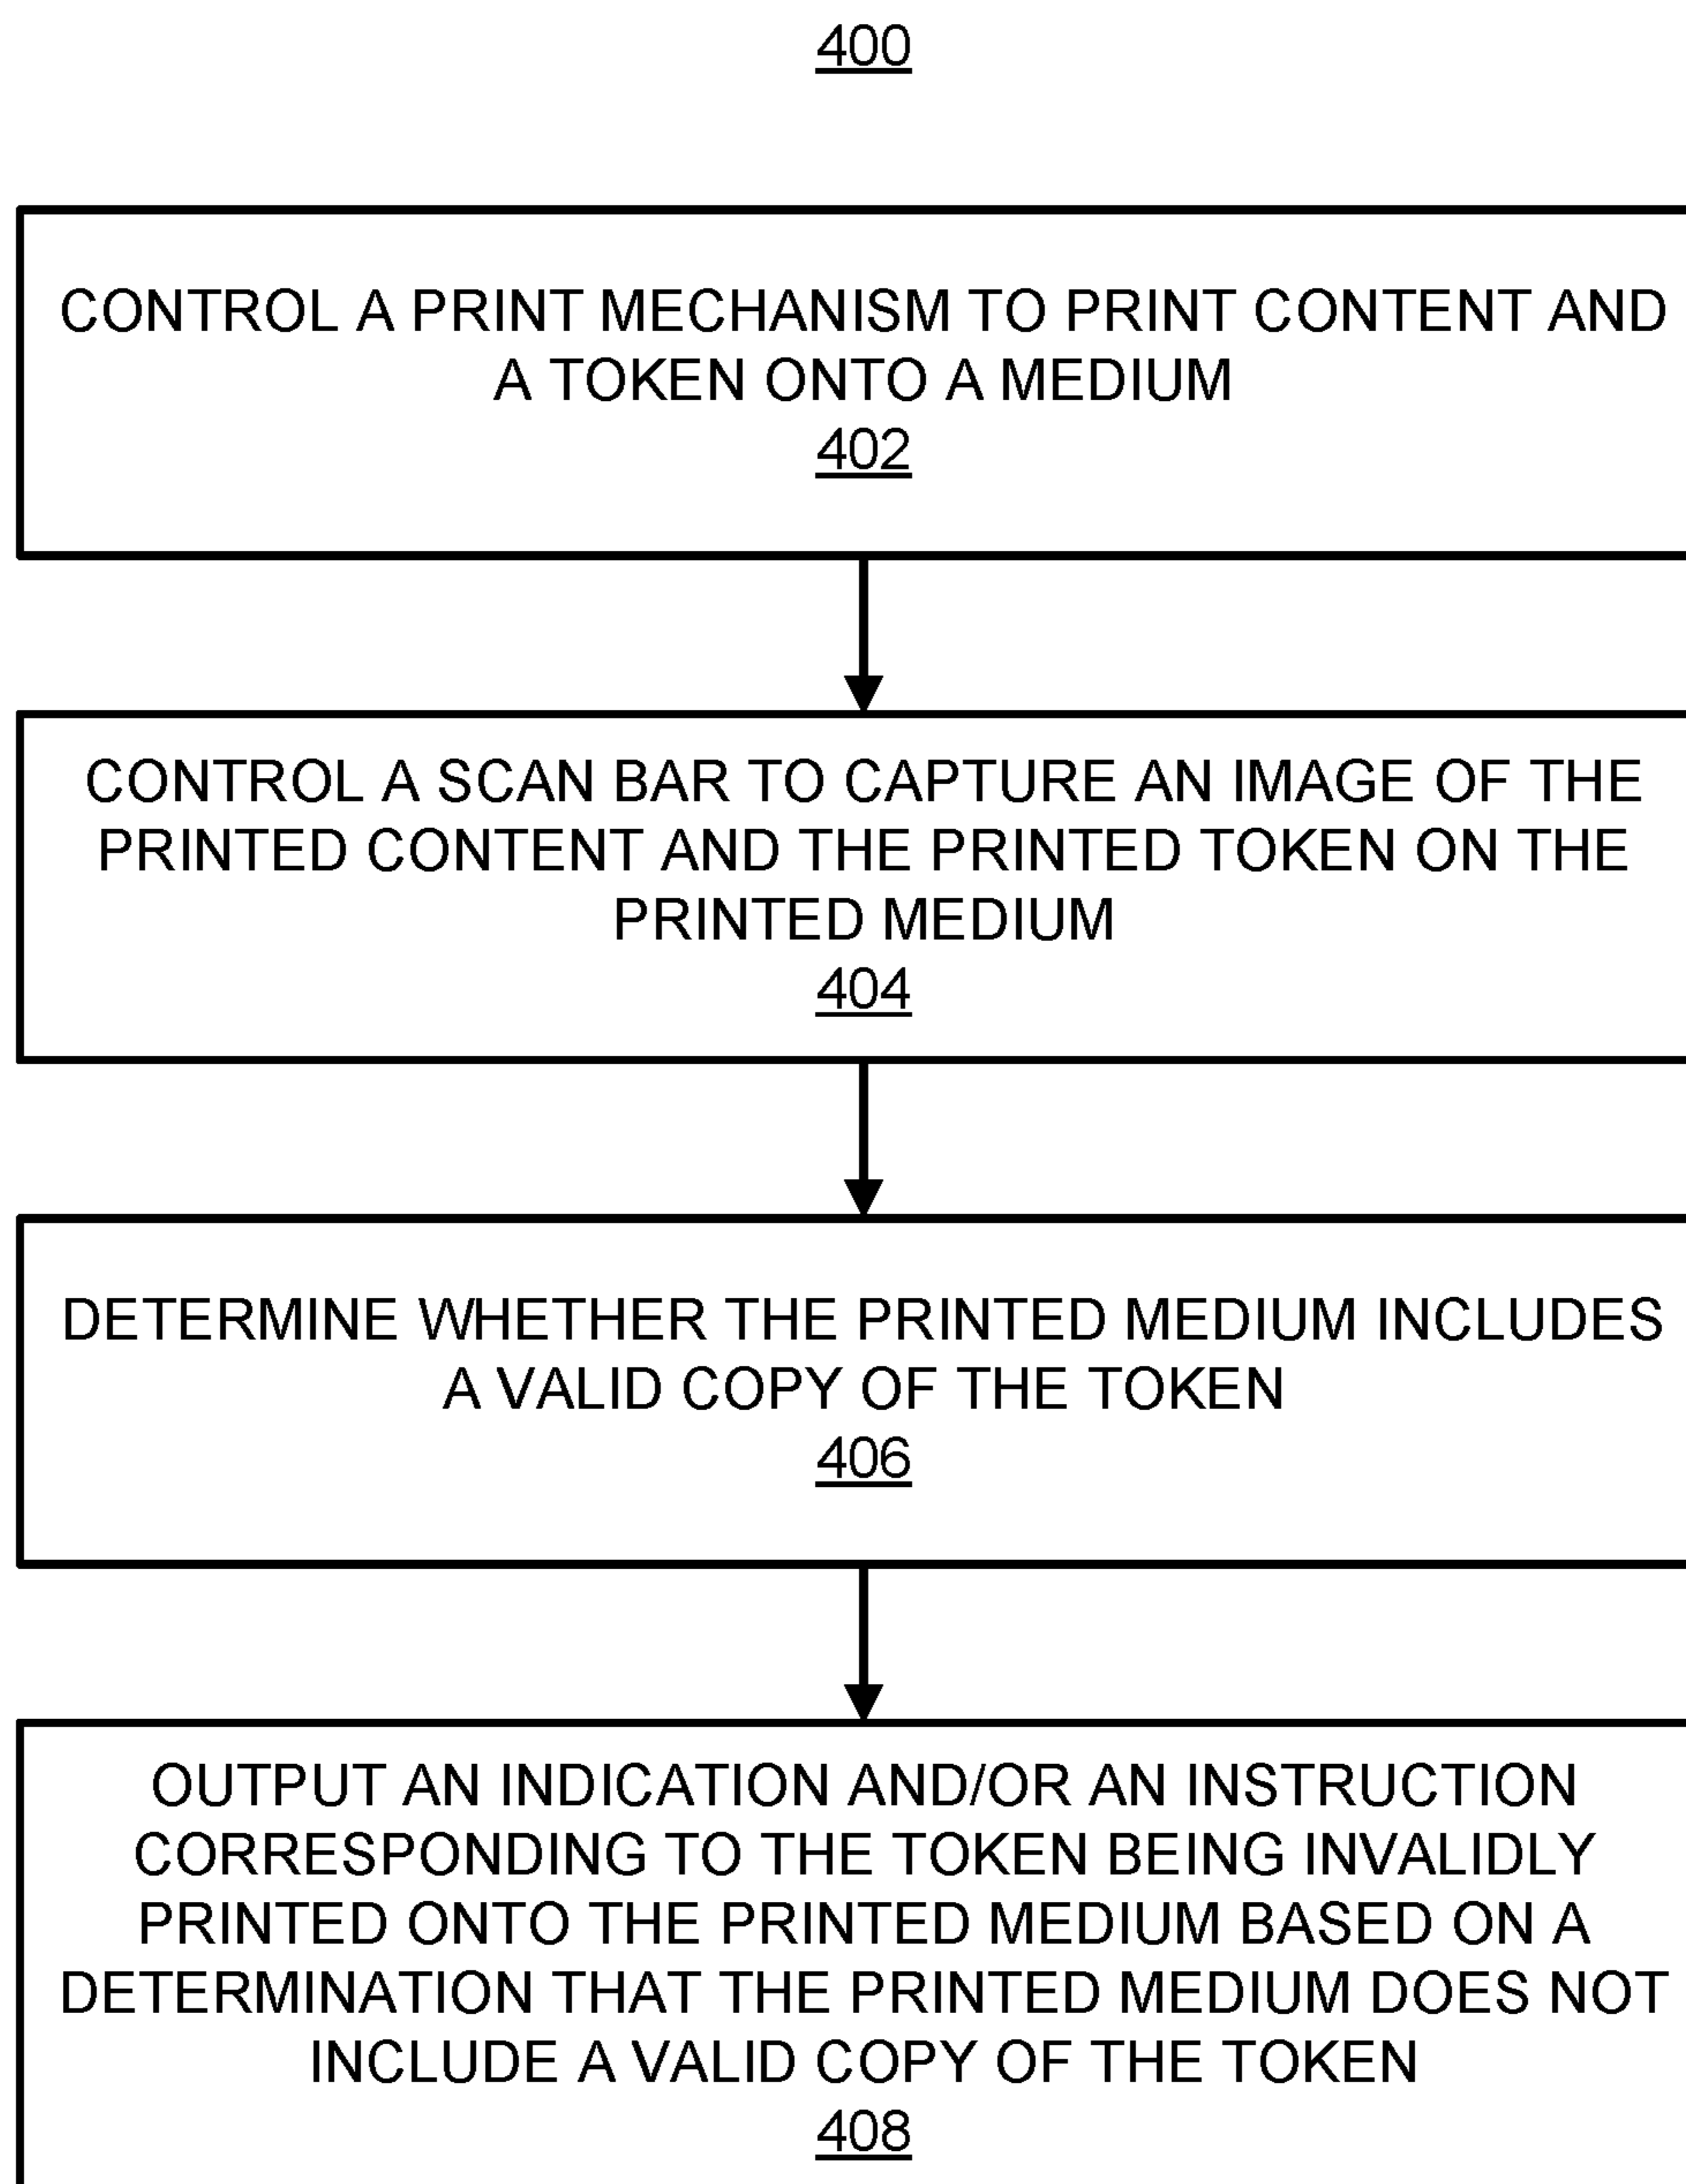 400
CONTROL A PRINT MECHANISM TO PRINT CONTENT AND
A TOKEN ONTO A MEDIUM
402
CONTROL A SCAN BAR TO CAPTURE AN IMAGE OF THE
PRINTED CONTENT AND THE PRINTED TOKEN ON THE
PRINTED MEDIUM
404
DETERMINE WHETHER THE PRINTED MEDIUM INCLUDES
A VALID COPY OF THE TOKEN
406
OUTPUT AN INDICATION AND/OR AN INSTRUCTION
CORRESPONDING TO THE TOKEN BEING INVALIDLY
PRINTED ONTO THE PRINTED MEDIUM BASED ON A
DETERMINATION THAT THE PRINTED MEDIUM DOES NOT
INCLUDE A VALID COPY OF THE TOKEN
408